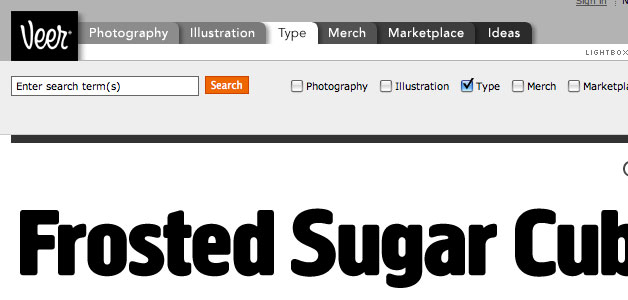 Sign In
Veer
Photography Illustration Type Merch Marketplace Ideas
LIGHTBOX
Enter search term(s) Search Photography Illustration Type Merch Marketpla
Frosted Sugar Cub